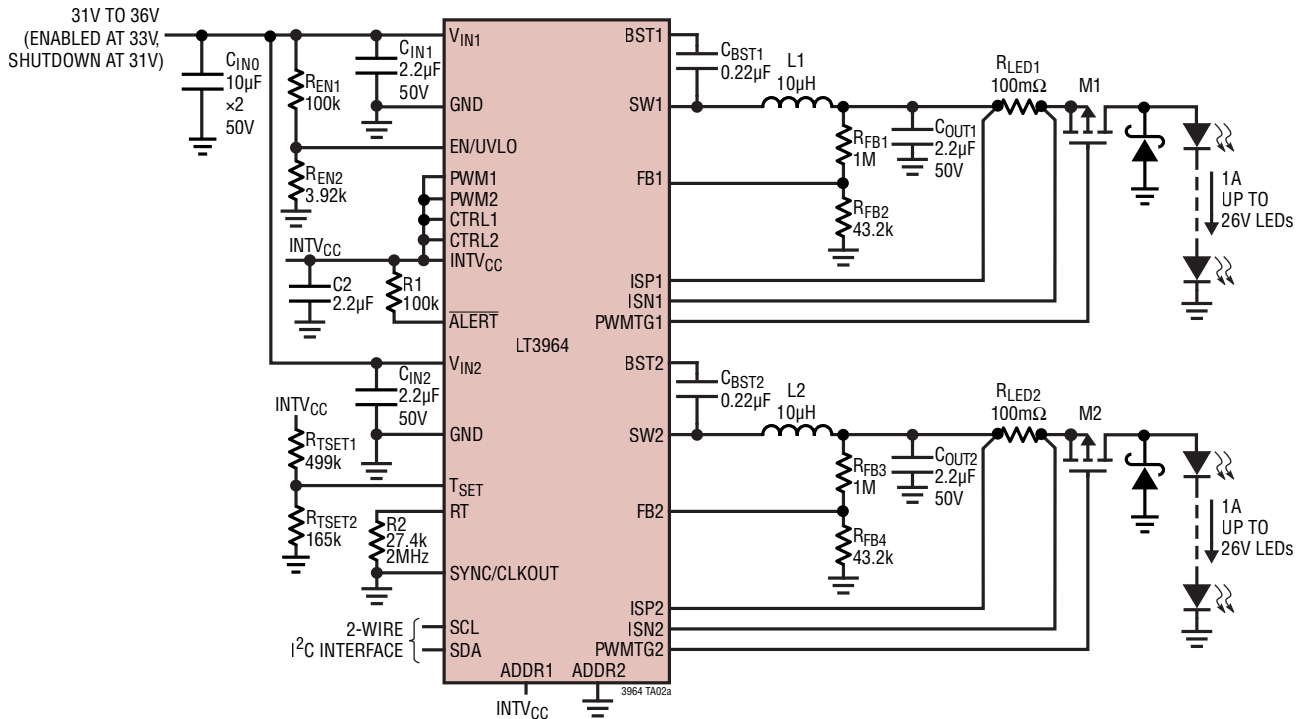 31V TO 36V
(ENABLED AT 33V,
SHUTDOWN AT 31V)
CIN0
10µF
×2
50V
REN1
100k
REN2
3.92k
CIN1
2.2µF
50V
INTVCC
C2
2.2µF
R1
100k
CIN2
2.2µF
50V
INTVCC
RTSET1
499k
RTSET2
165k
R2
27.4k
2MHz
2-WIRE
I2C INTERFACE
VIN1
GND
EN/UVLO
PWM1
PWM2
CTRL1
CTRL2
INTVCC
ALERT
VIN2
GND
TSET
RT
SYNC/CLKOUT
SCL
SDA
LT3964
ADDR1
ADDR2
INTVCC
3964 TA02a
BST1
SW1
FB1
ISP1
ISN1
PWMTG1
BST2
SW2
FB2
ISP2
ISN2
PWMTG2
CBST1
0.22µF
L1
10µH
RFB1
1M
RFB2
43.2k
COUT1
2.2µF
50V
RLED1
100mΩ
M1
1A
UP TO
26V LEDs
CBST2
0.22µF
L2
10µH
RFB3
1M
RFB4
43.2k
COUT2
2.2µF
50V
RLED2
100mΩ
M2
1A
UP TO
26V LEDs